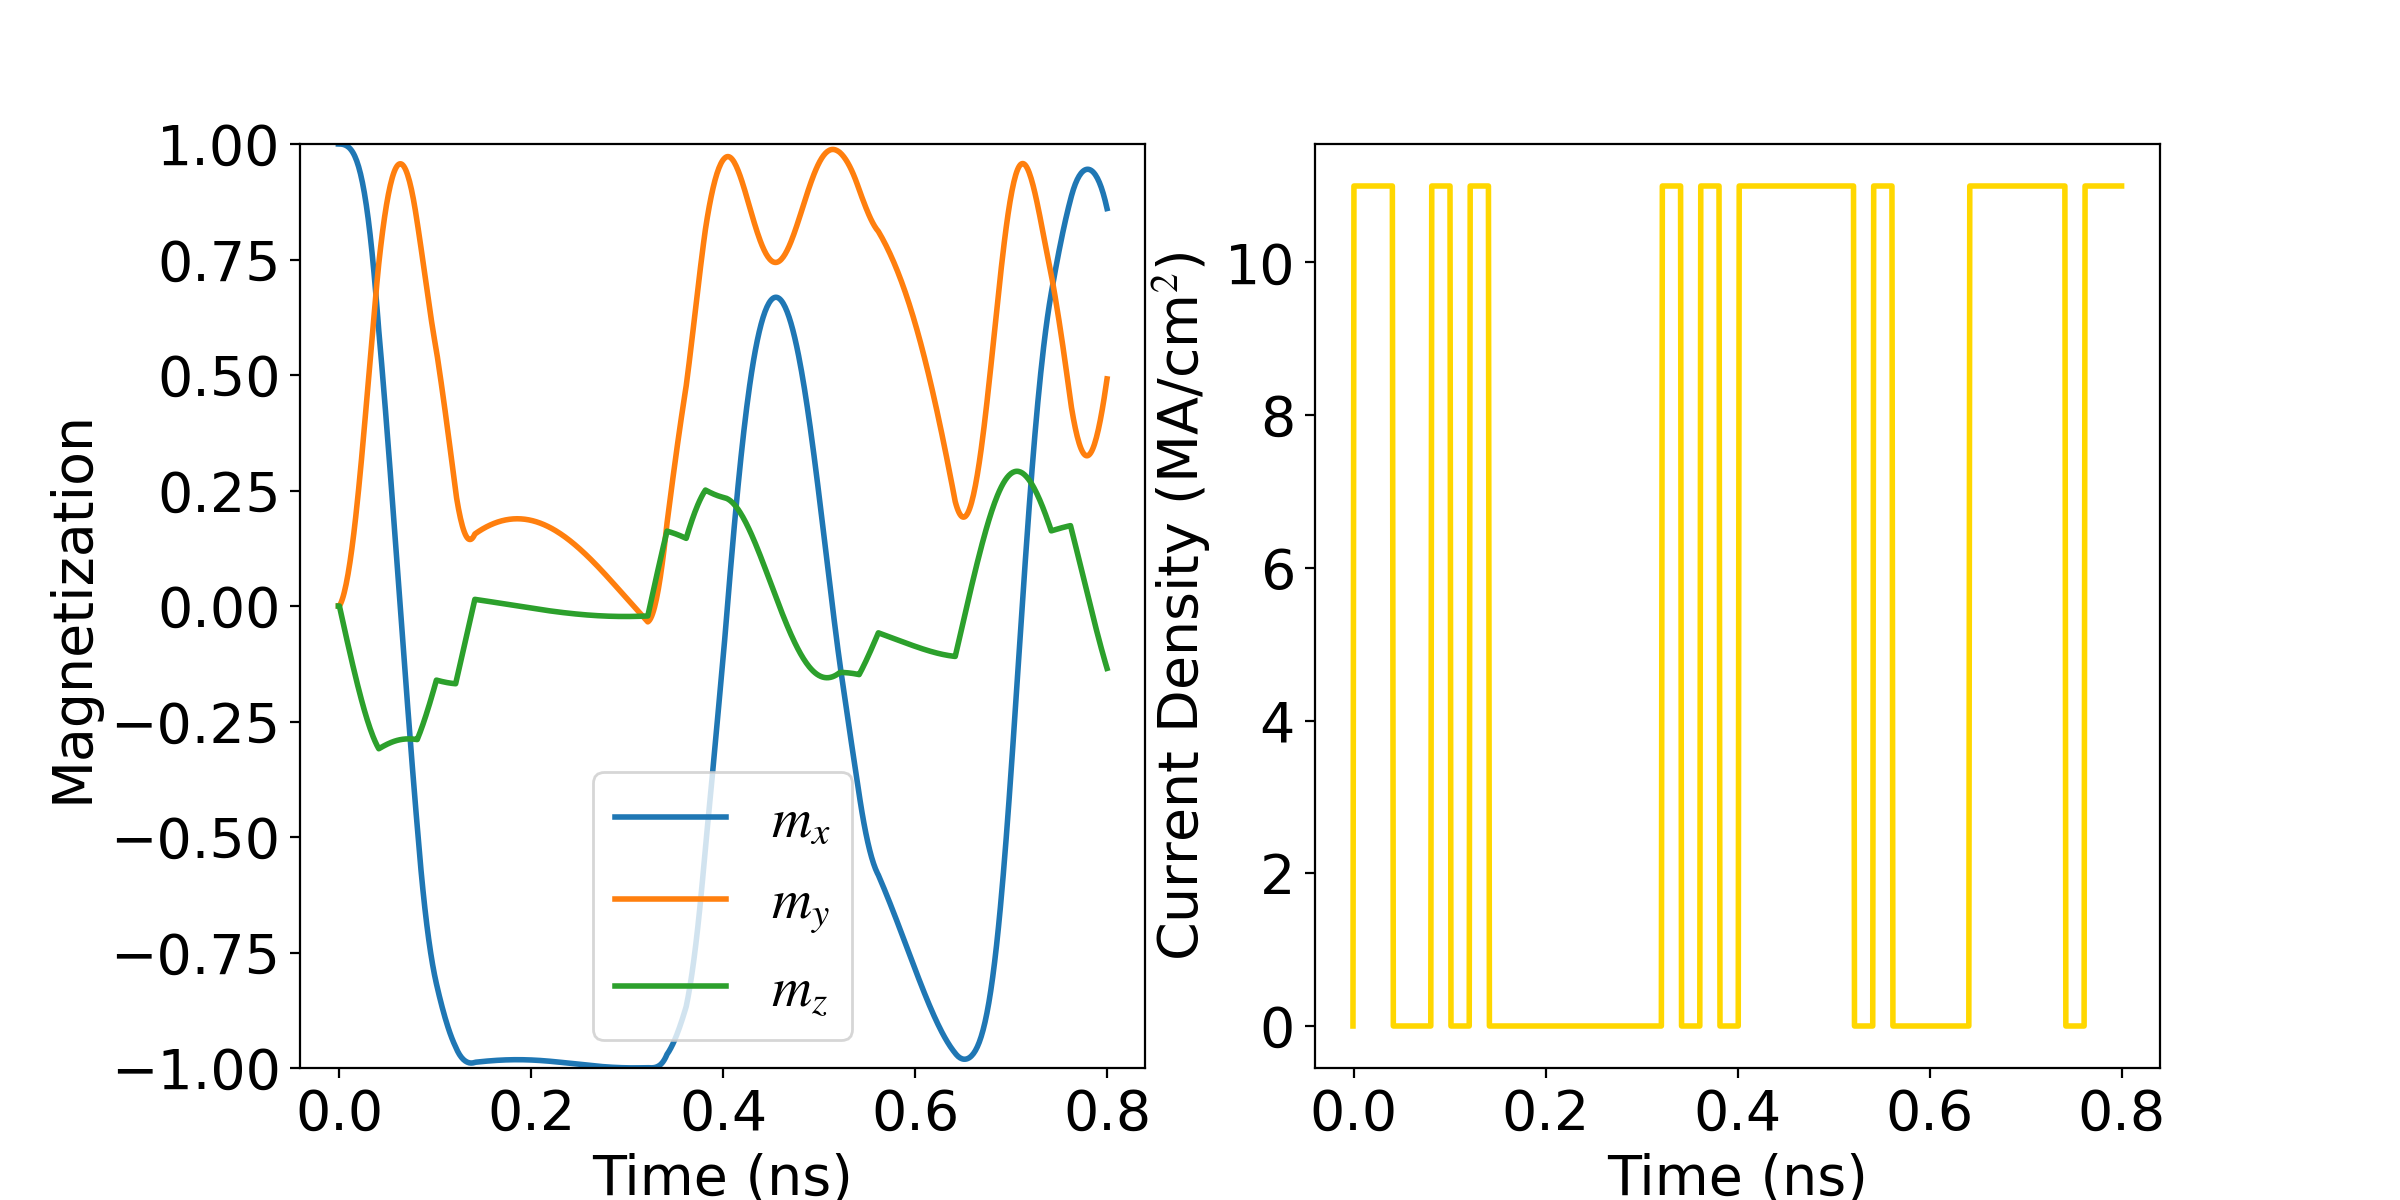 Magnetization
1.00
0.75
0.50
0.25
0.00
−0.25
−0.50
−0.75
−1.00
0.0 0.2 0.4 0.6 0.8
Time (ns)
m_x
m_y
m_z
Current Density (MA/cm²)
10
8
6
4
2
0
0.0 0.2 0.4 0.6 0.8
Time (ns)